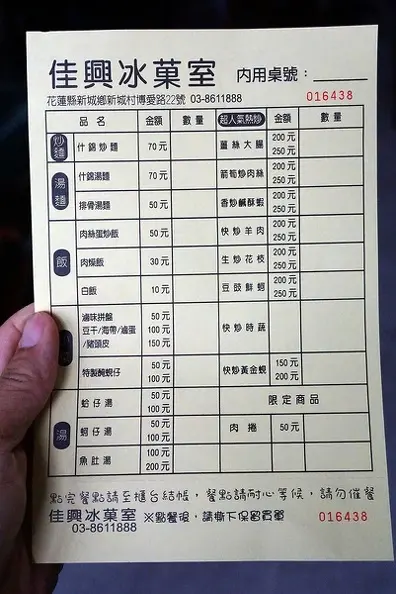 佳興冰菓室 內用桌號：
花蓮縣新城鄉新城村博愛路22號 03-8611888 016438
品名 金額 數量 超人氣熱炒 金額 數量
炒麵 什錦炒麵 70元 薑絲大腸 200元 250元
湯麵 什錦湯麵 70元 葡萄炒肉絲 200元 250元
排骨湯麵 50元 香炒鹹酥蝦 200元 250元
飯 肉絲蛋炒飯 50元 快炒羊肉 200元 250元
肉燥飯 30元 生炒花枝 200元 250元
白飯 10元 豆豉鮮蚵 200元 250元
滷味拼盤 豆干/海帶/滷蛋/豬頭皮 50元 100元 150元 快炒時蔬
特製醃蜆仔 50元 100元 快炒黃金蜆 150元 200元
湯 蛤仔湯 50元 100元 限定商品
蚵仔湯 50元 100元 肉捲 50元
魚肚湯 100元 200元
點完餐點請至櫃台結帳，餐點請耐心等候，請勿催餐
佳興冰菓室 ※點餐後，請撕下保留頁單 016438
03-8611888